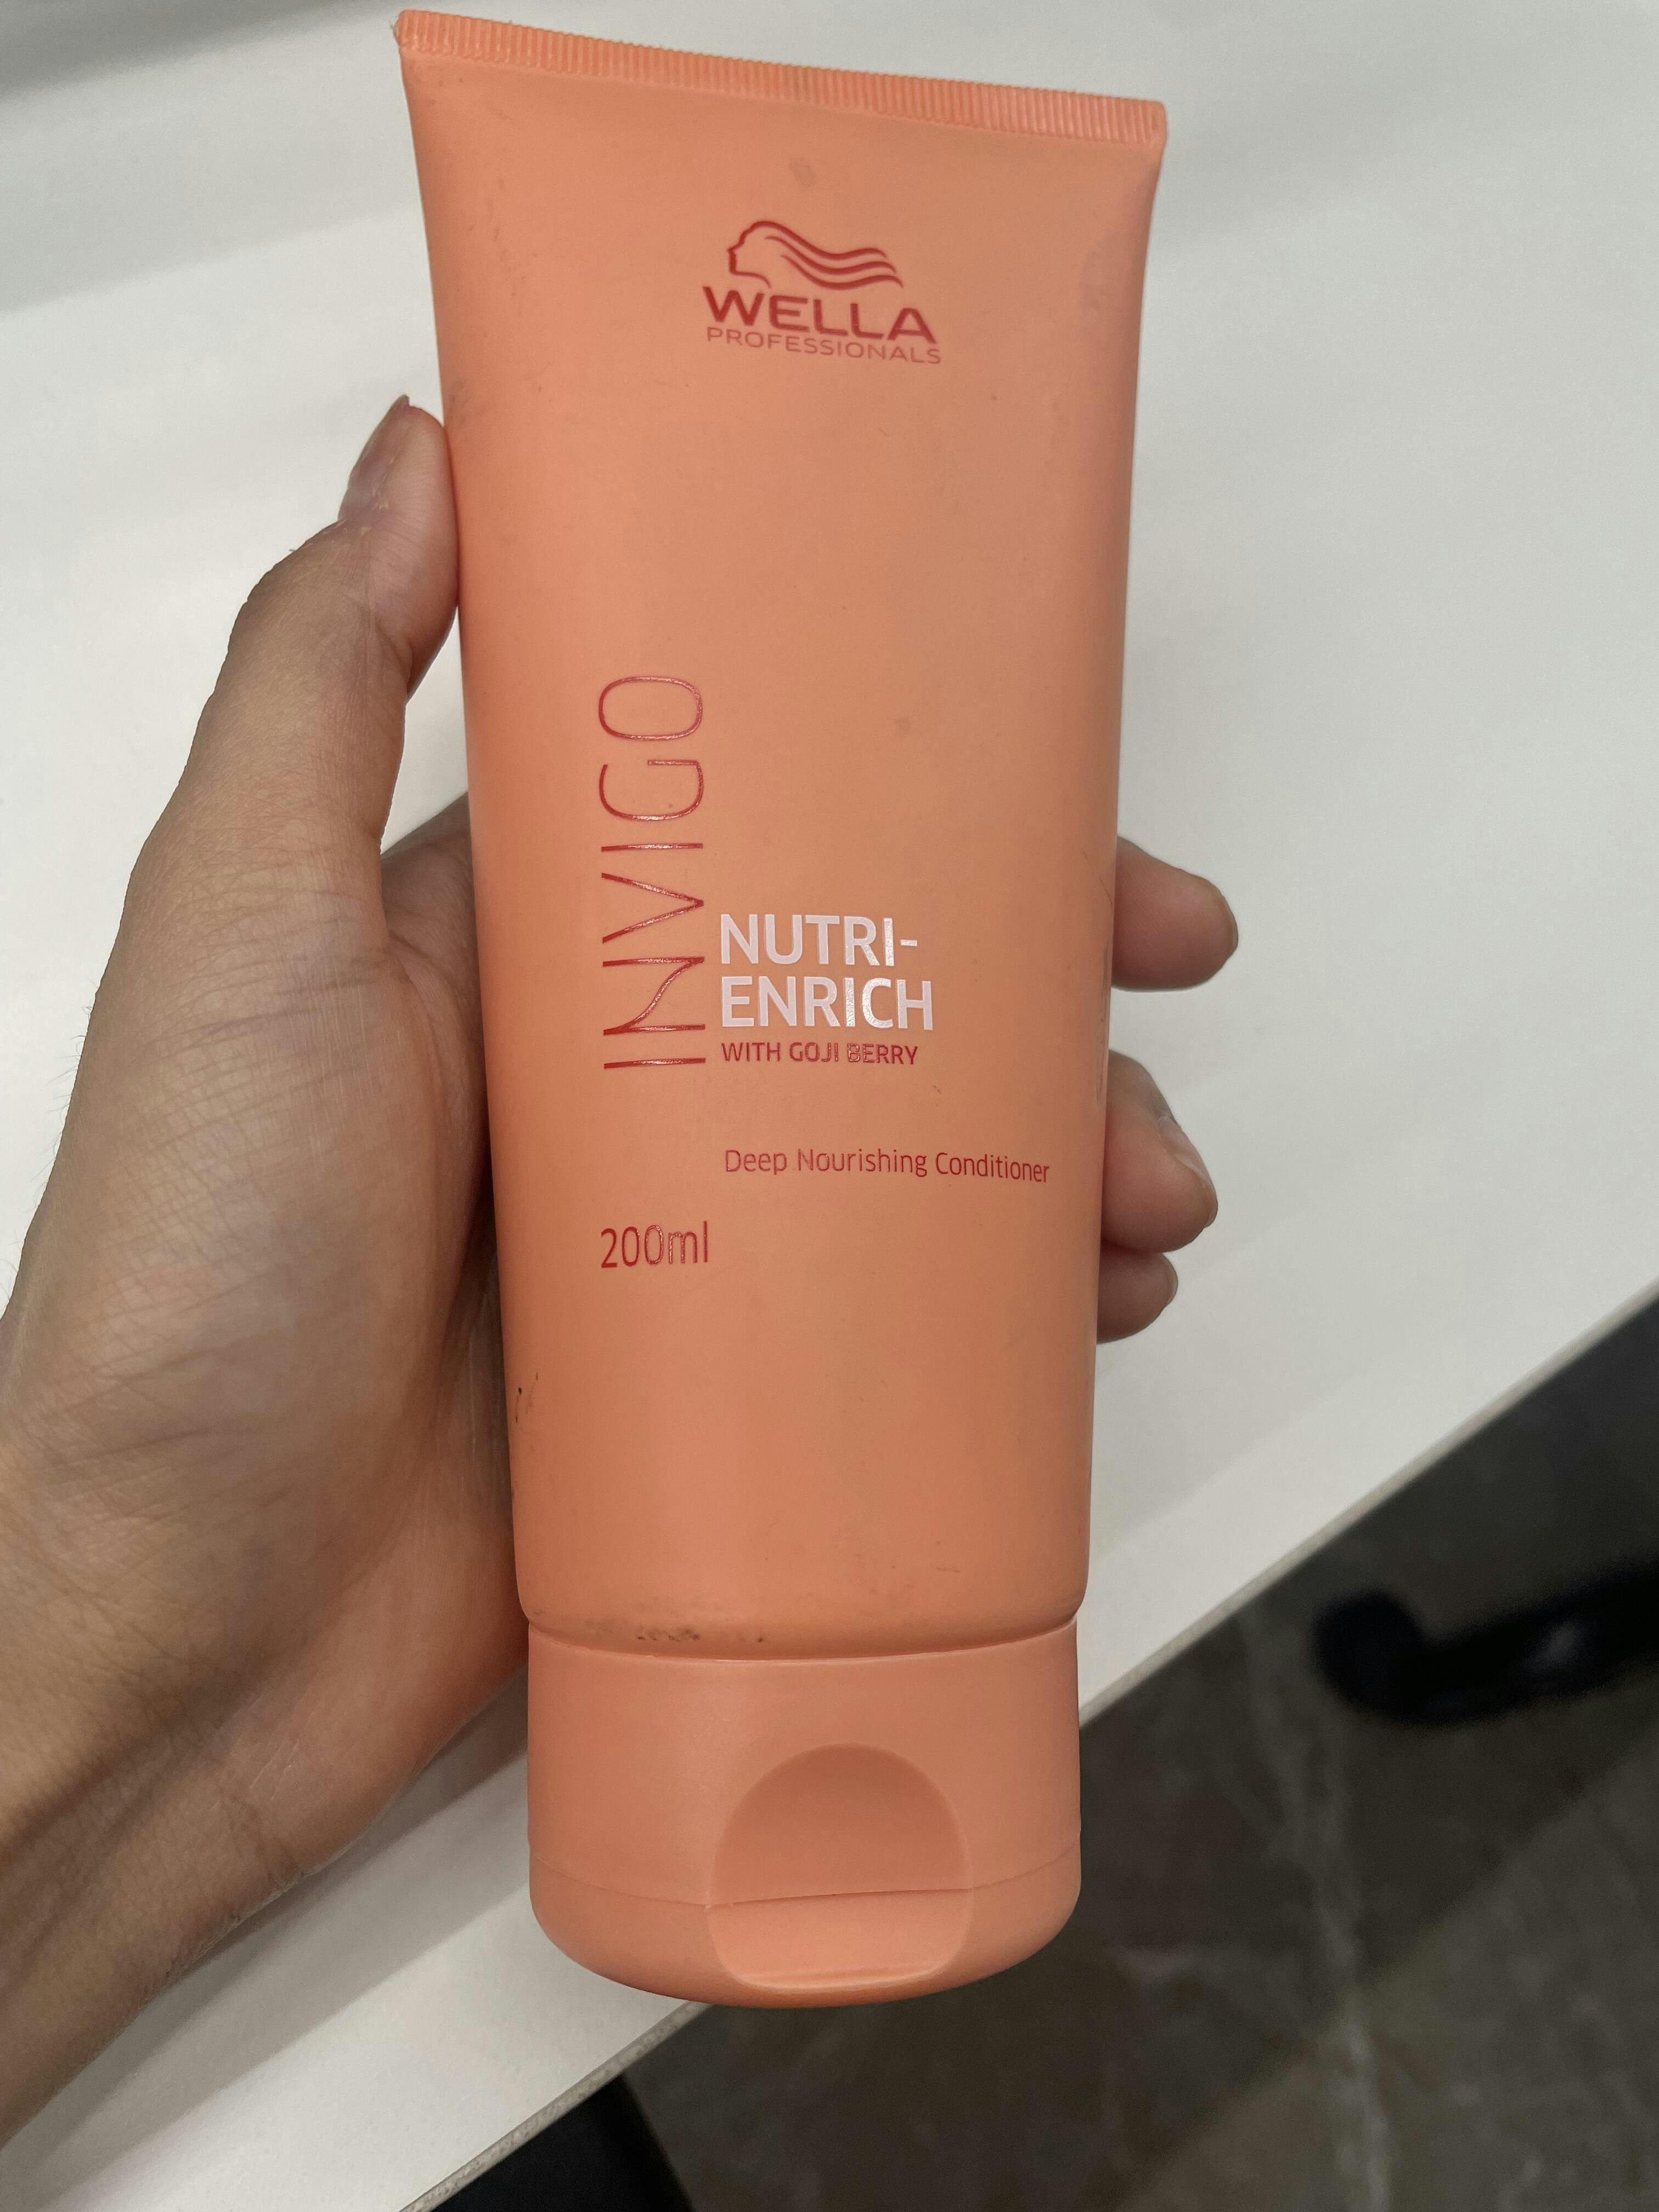 WELLA
PROFESSIONALS
INVIGO
NUTRI-
ENRICH
WITH GOJI BERRY
Deep Nourishing Conditioner
200ml